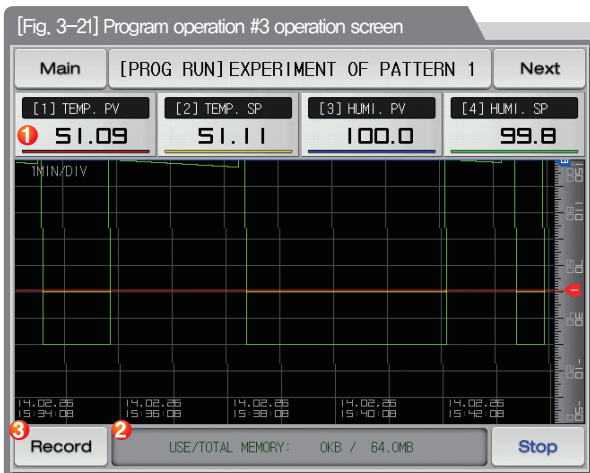 [Fig. 3-21] Program operation #3 operation screen
Main [PROG RUN] EXPERIMENT OF PATTERN 1 Next
[1] TEMP. PV [2] TEMP. SP [3] HUMI. PV [4] HUMI. SP
1 51.09 51.11 100.0 99.8
1MIN/DIV
1
14.02.26 14.02.26 14.02.26 14.02.26 14.02.26
15:34:08 15:36:08 15:38:08 15:40:08 15:42:08
3 2
Record USE/TOTAL MEMORY: 0KB / 64.0MB Stop